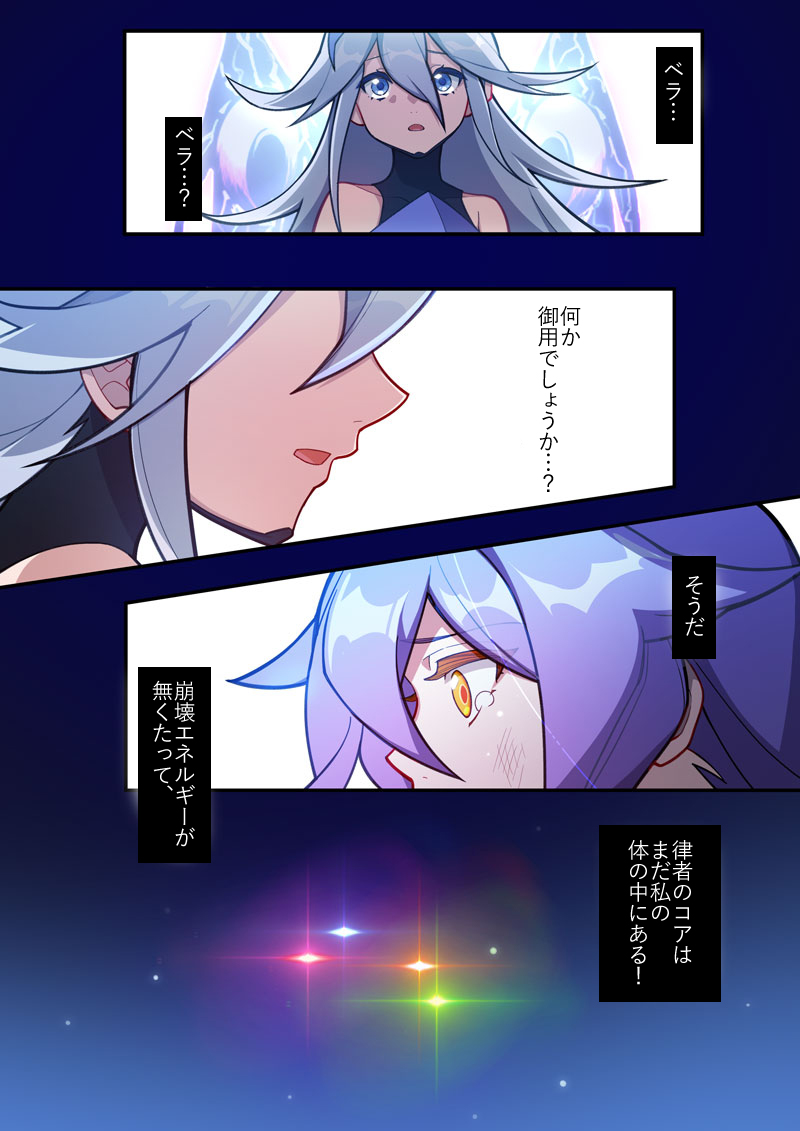 ベラ…
ベラ…?
何か
御用でしょうか…?
そうだ
崩壊エネルギーが
無くたって、
律者のコアは
まだ私の
体の中にある!